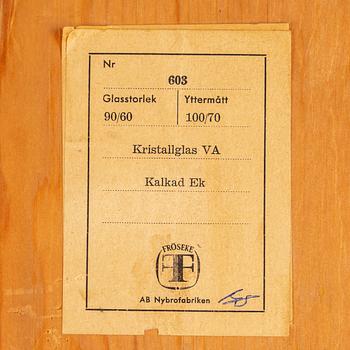 Nr
603
Glasstorlek Yttermått
90/60 100/70
Kristallglas VA
Kalkad Ek
FRÖSEKE
F
AB Nybrofabriken